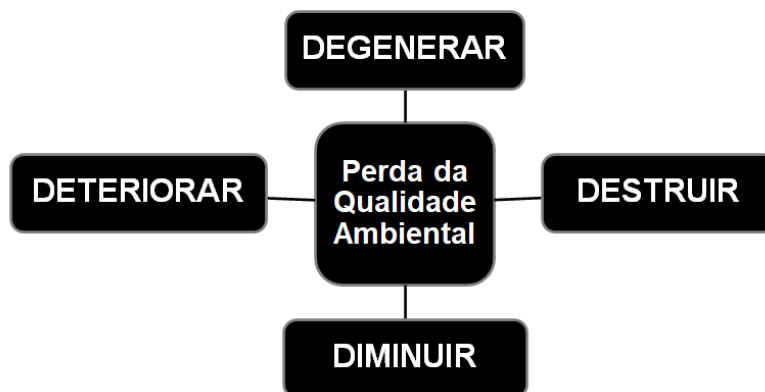 DEGENERAR
DETERIORAR
Perda da
Qualidade
Ambiental
DESTRUIR
DIMINUIR